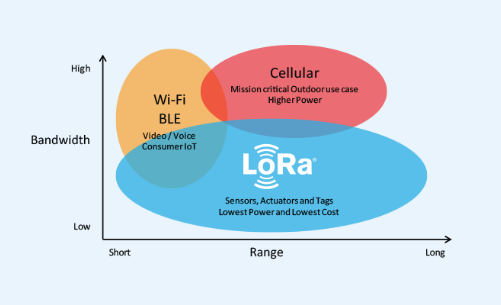 High
Bandwidth
Low
Wi-Fi
BLE
Video / Voice
Consumer IoT
Cellular
Mission critical Outdoor use case
Higher Power
LoRa®
Sensors, Actuators and Tags
Lowest Power and Lowest Cost
Short
Range
Long